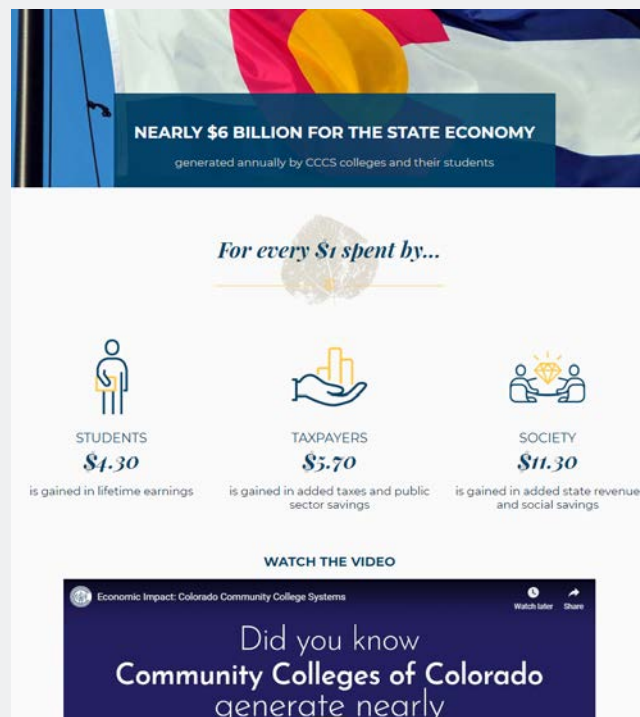 NEARLY $6 BILLION FOR THE STATE ECONOMY
generated annually by CCCS colleges and their students
For every $1 spent by...
STUDENTS
$4.30
is gained in lifetime earnings
TAXPAYERS
$5.70
is gained in added taxes and public
sector savings
SOCIETY
$11.30
is gained in added state revenue
and social savings
WATCH THE VIDEO
Economic Impact: Colorado Community College Systems
Watch later
Share
Did you know
Community Colleges of Colorado
generate nearly